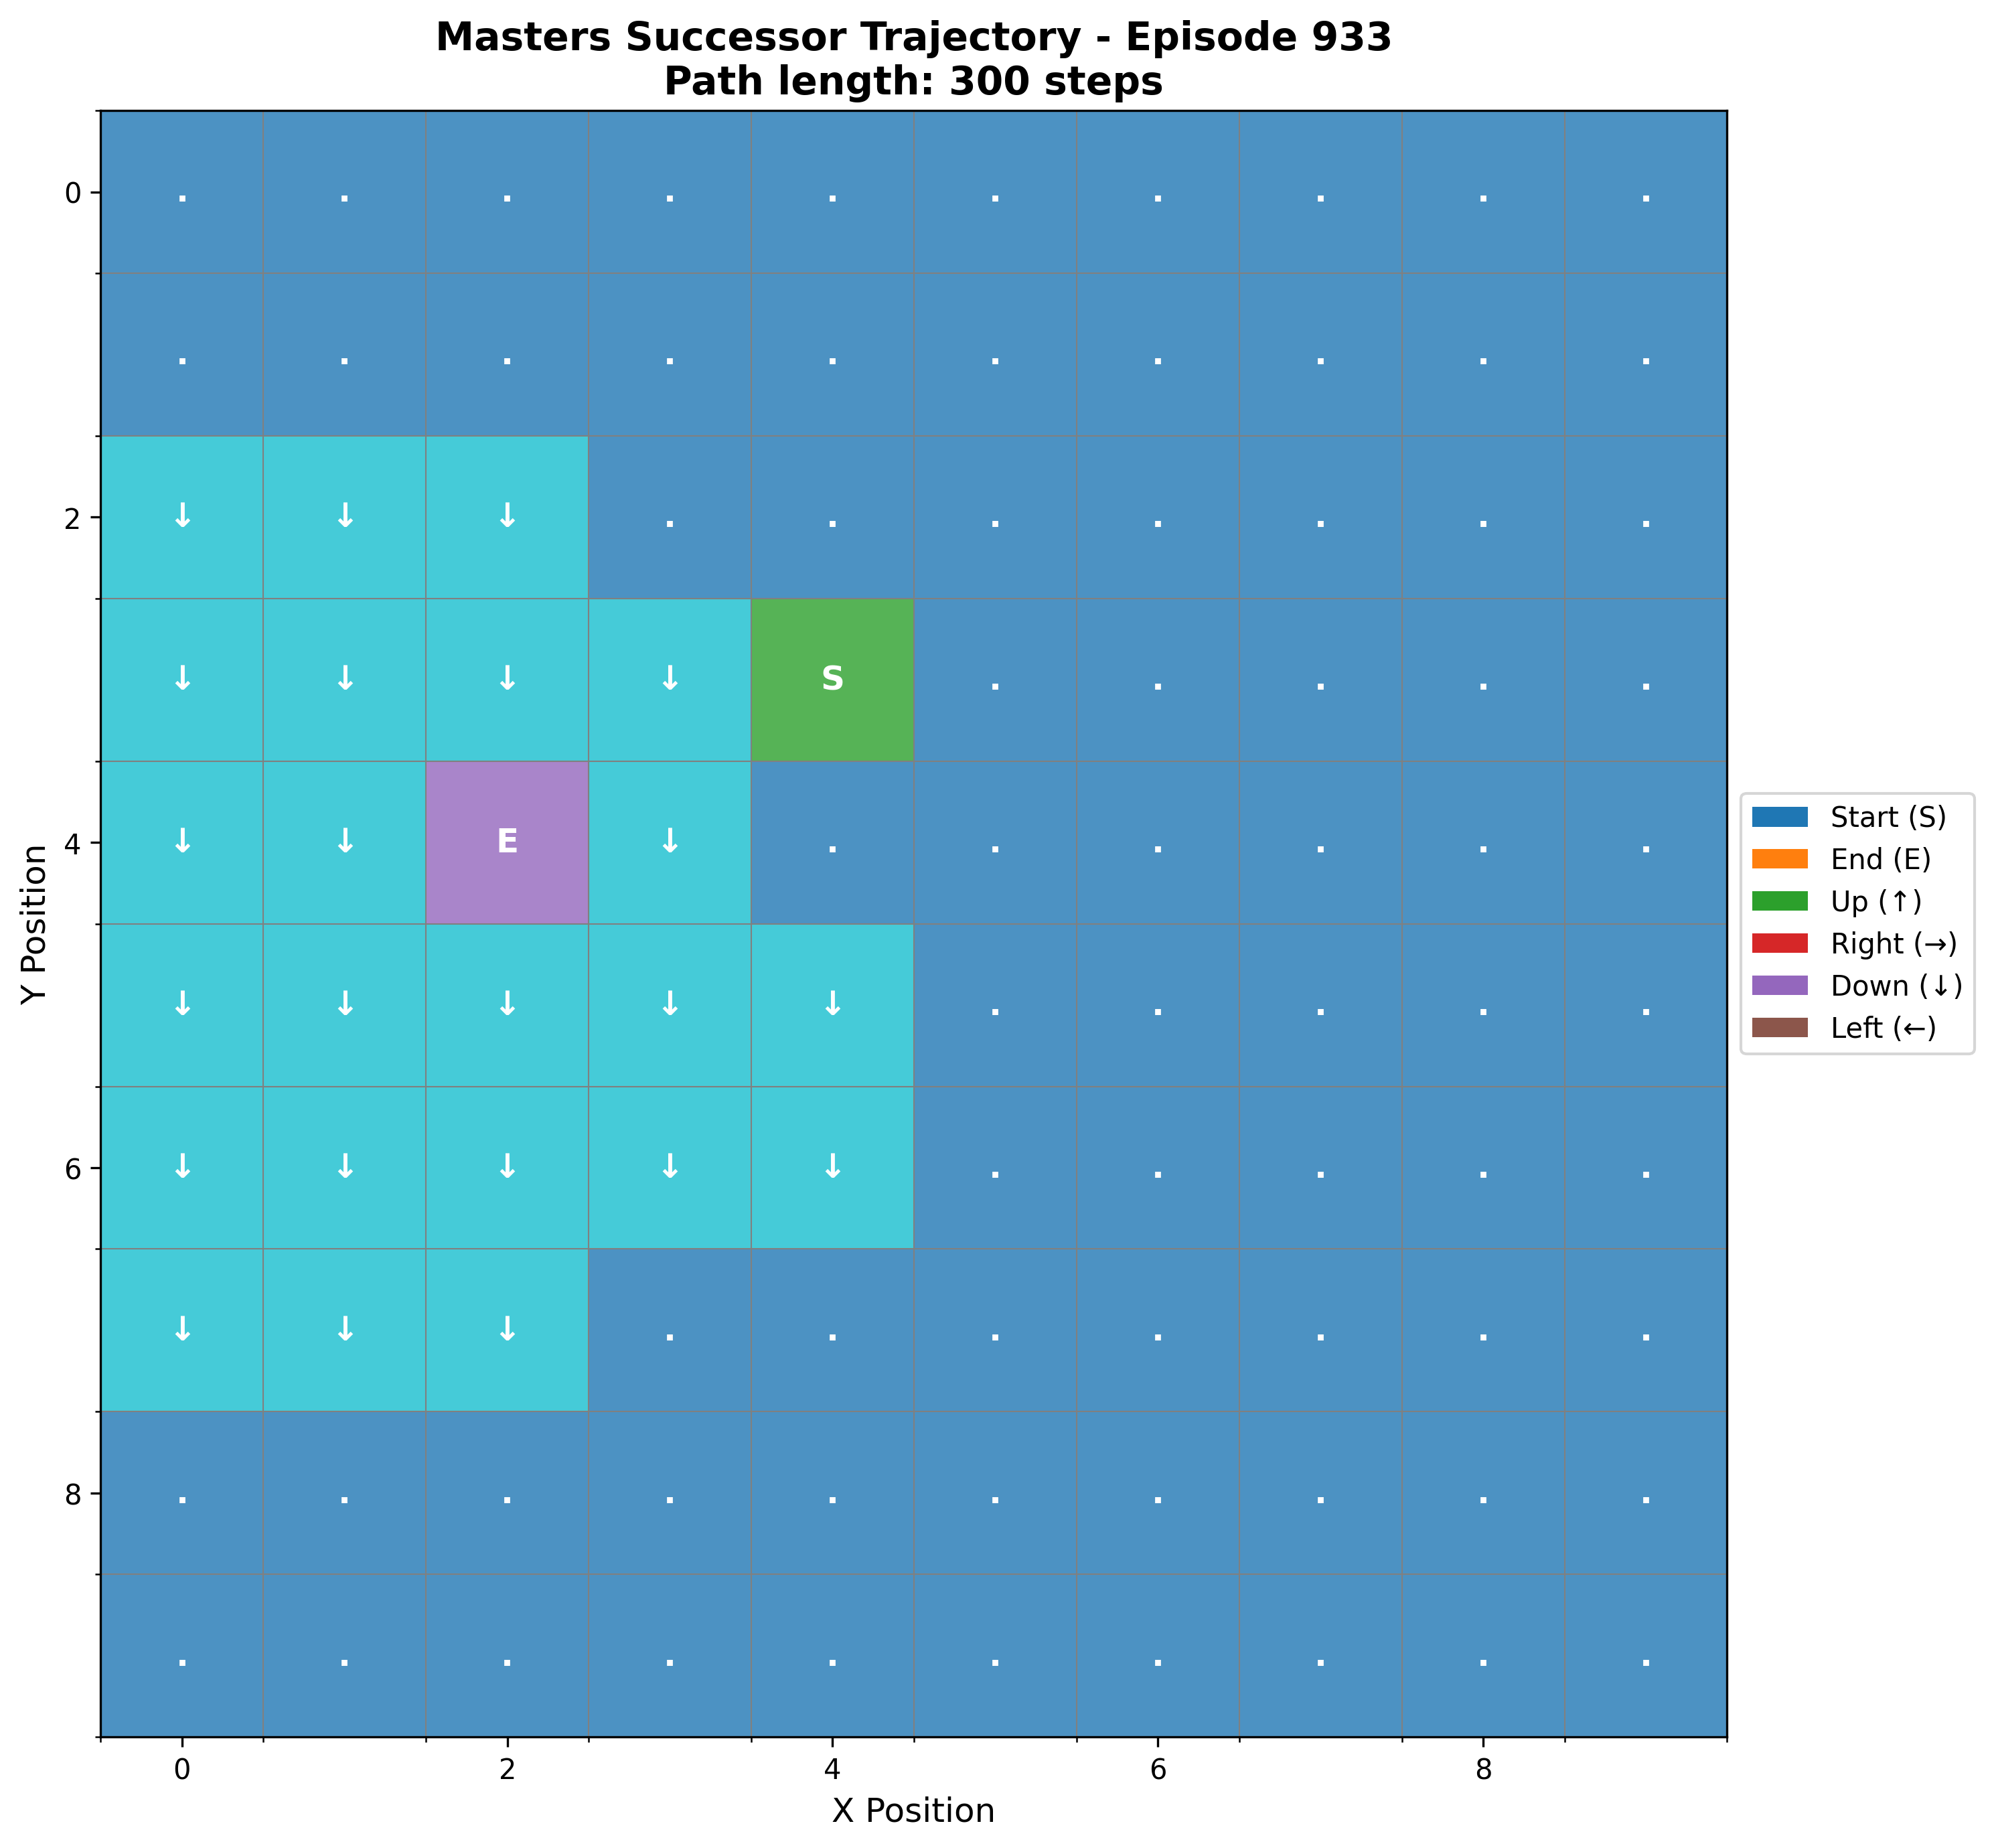 Masters Successor Trajectory - Episode 933
Path length: 300 steps
0 . . . . . . . . . .
. . . . . . . . . .
2 ↓ ↓ ↓ . . . . . . .
↓ ↓ ↓ ↓ S . . . . .
4 ↓ ↓ E ↓ . . . . . .
↓ ↓ ↓ ↓ ↓ . . . . .
6 ↓ ↓ ↓ ↓ ↓ . . . . .
↓ ↓ ↓ . . . . . . .
8 . . . . . . . . . .
. . . . . . . . . .
0 2 4 6 8
X Position
Y Position
Start (S)
End (E)
Up (↑)
Right (→)
Down (↓)
Left (←)